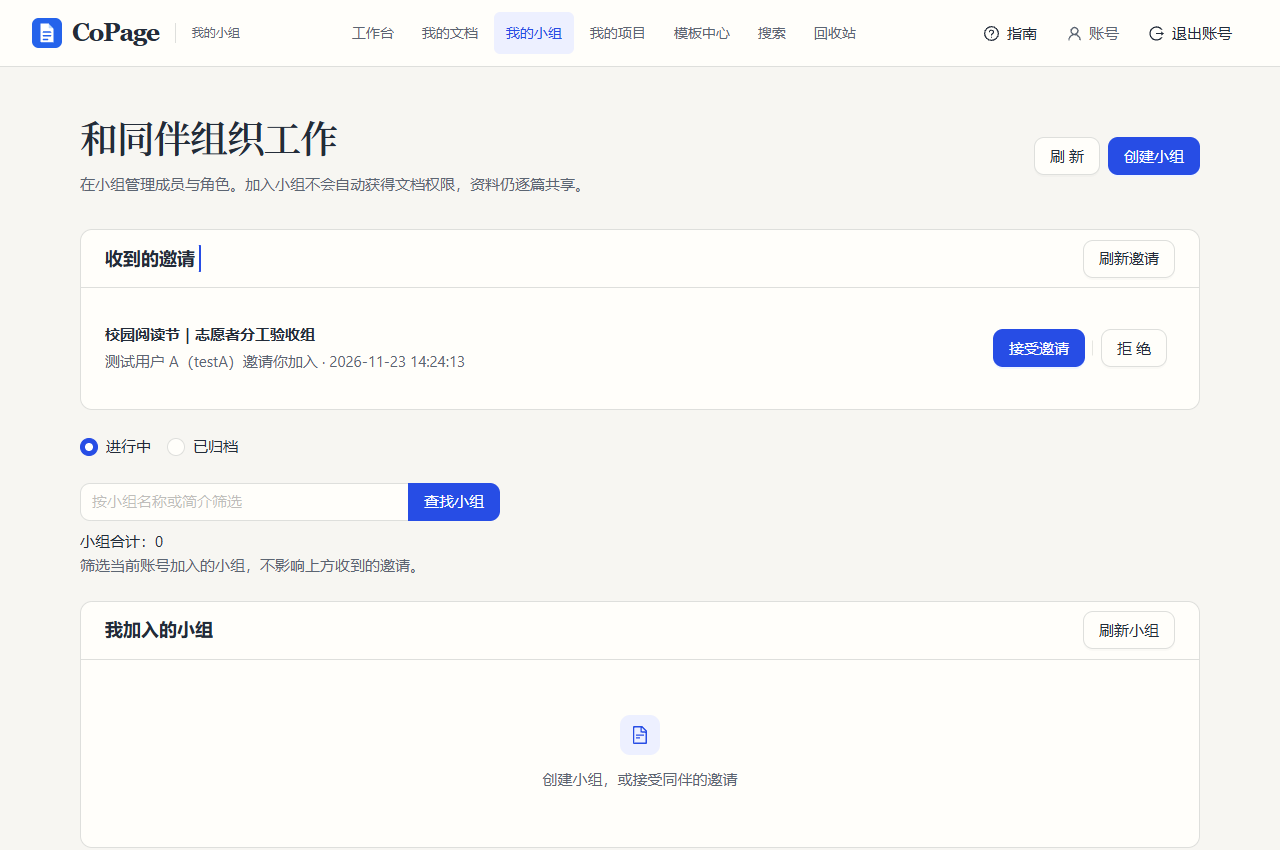 CoPage
我的小组
工作台 我的文档 我的小组 我的项目 模板中心 搜索 回收站
指南 账号 退出账号
和同伴组织工作
在小组管理成员与角色。加入小组不会自动获得文档权限，资料仍逐篇共享。
刷 新 创建小组
收到的邀请
刷新邀请
校园阅读节 | 志愿者分工验收组
测试用户 A（testA）邀请你加入 · 2026-11-23 14:24:13
接受邀请 拒 绝
进行中 已归档
按小组名称或简介筛选 查找小组
小组合计：0
筛选当前账号加入的小组，不影响上方收到的邀请。
我加入的小组
刷新小组
创建小组，或接受同伴的邀请